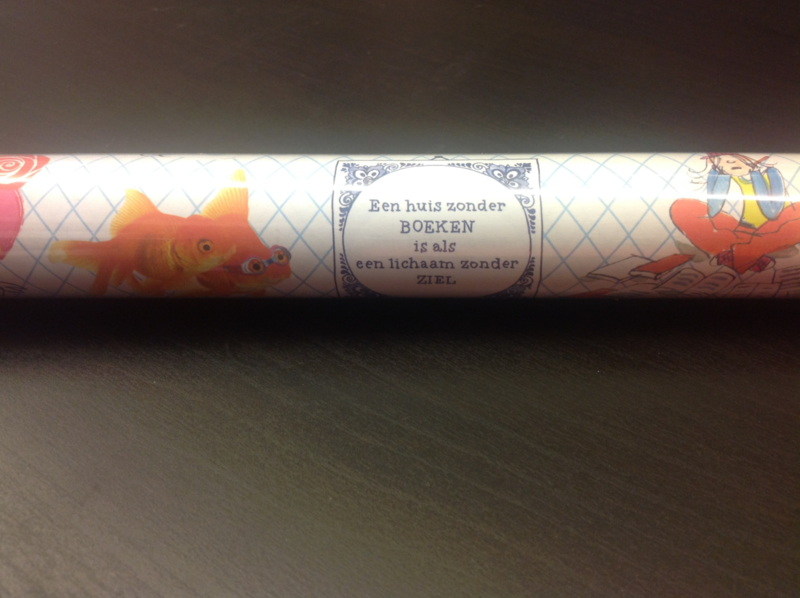 Een huis zonder
BOEKEN
is als
een lichaam zonder
ZIEL